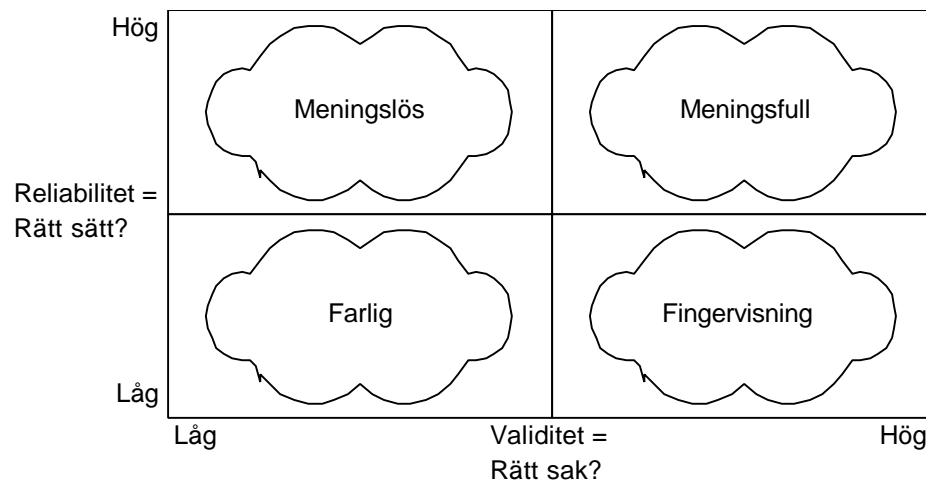 Hög
Meningslös
Meningsfull
Reliabilitet =
Rätt sätt?
Farlig
Fingervisning
Låg
Låg
Validitet =
Hög
Rätt sak?